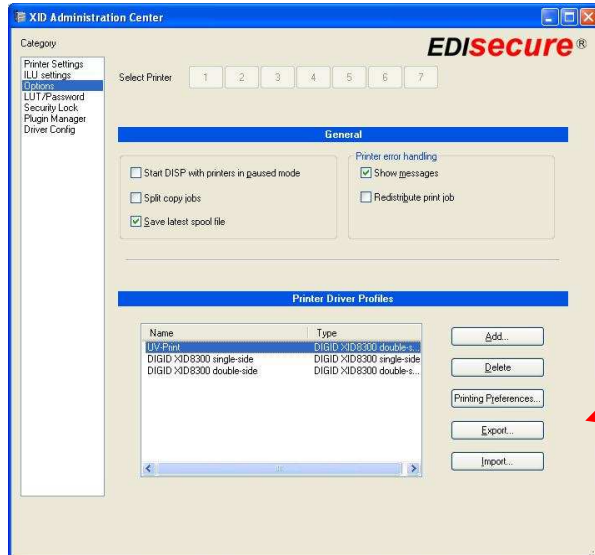 XID Administration Center
Category
EDIsecure®
Printer Settings
ILU settings
Options
LUT/Password
Security Lock
Plugin Manager
Driver Config
Select Printer 1 2 3 4 5 6 7
General
Start DISP with printers in paused mode
Split copy jobs
Save latest spool file
Printer error handling
Show messages
Redistribute print job
Printer Driver Profiles
Name Type
UV-Print DIGID XID8300 double-s...
DIGID XID8300 single-side DIGID XID8300 single-side
DIGID XID8300 double-side DIGID XID8300 double-s...
Add...
Delete
Printing Preferences...
Export...
Import...